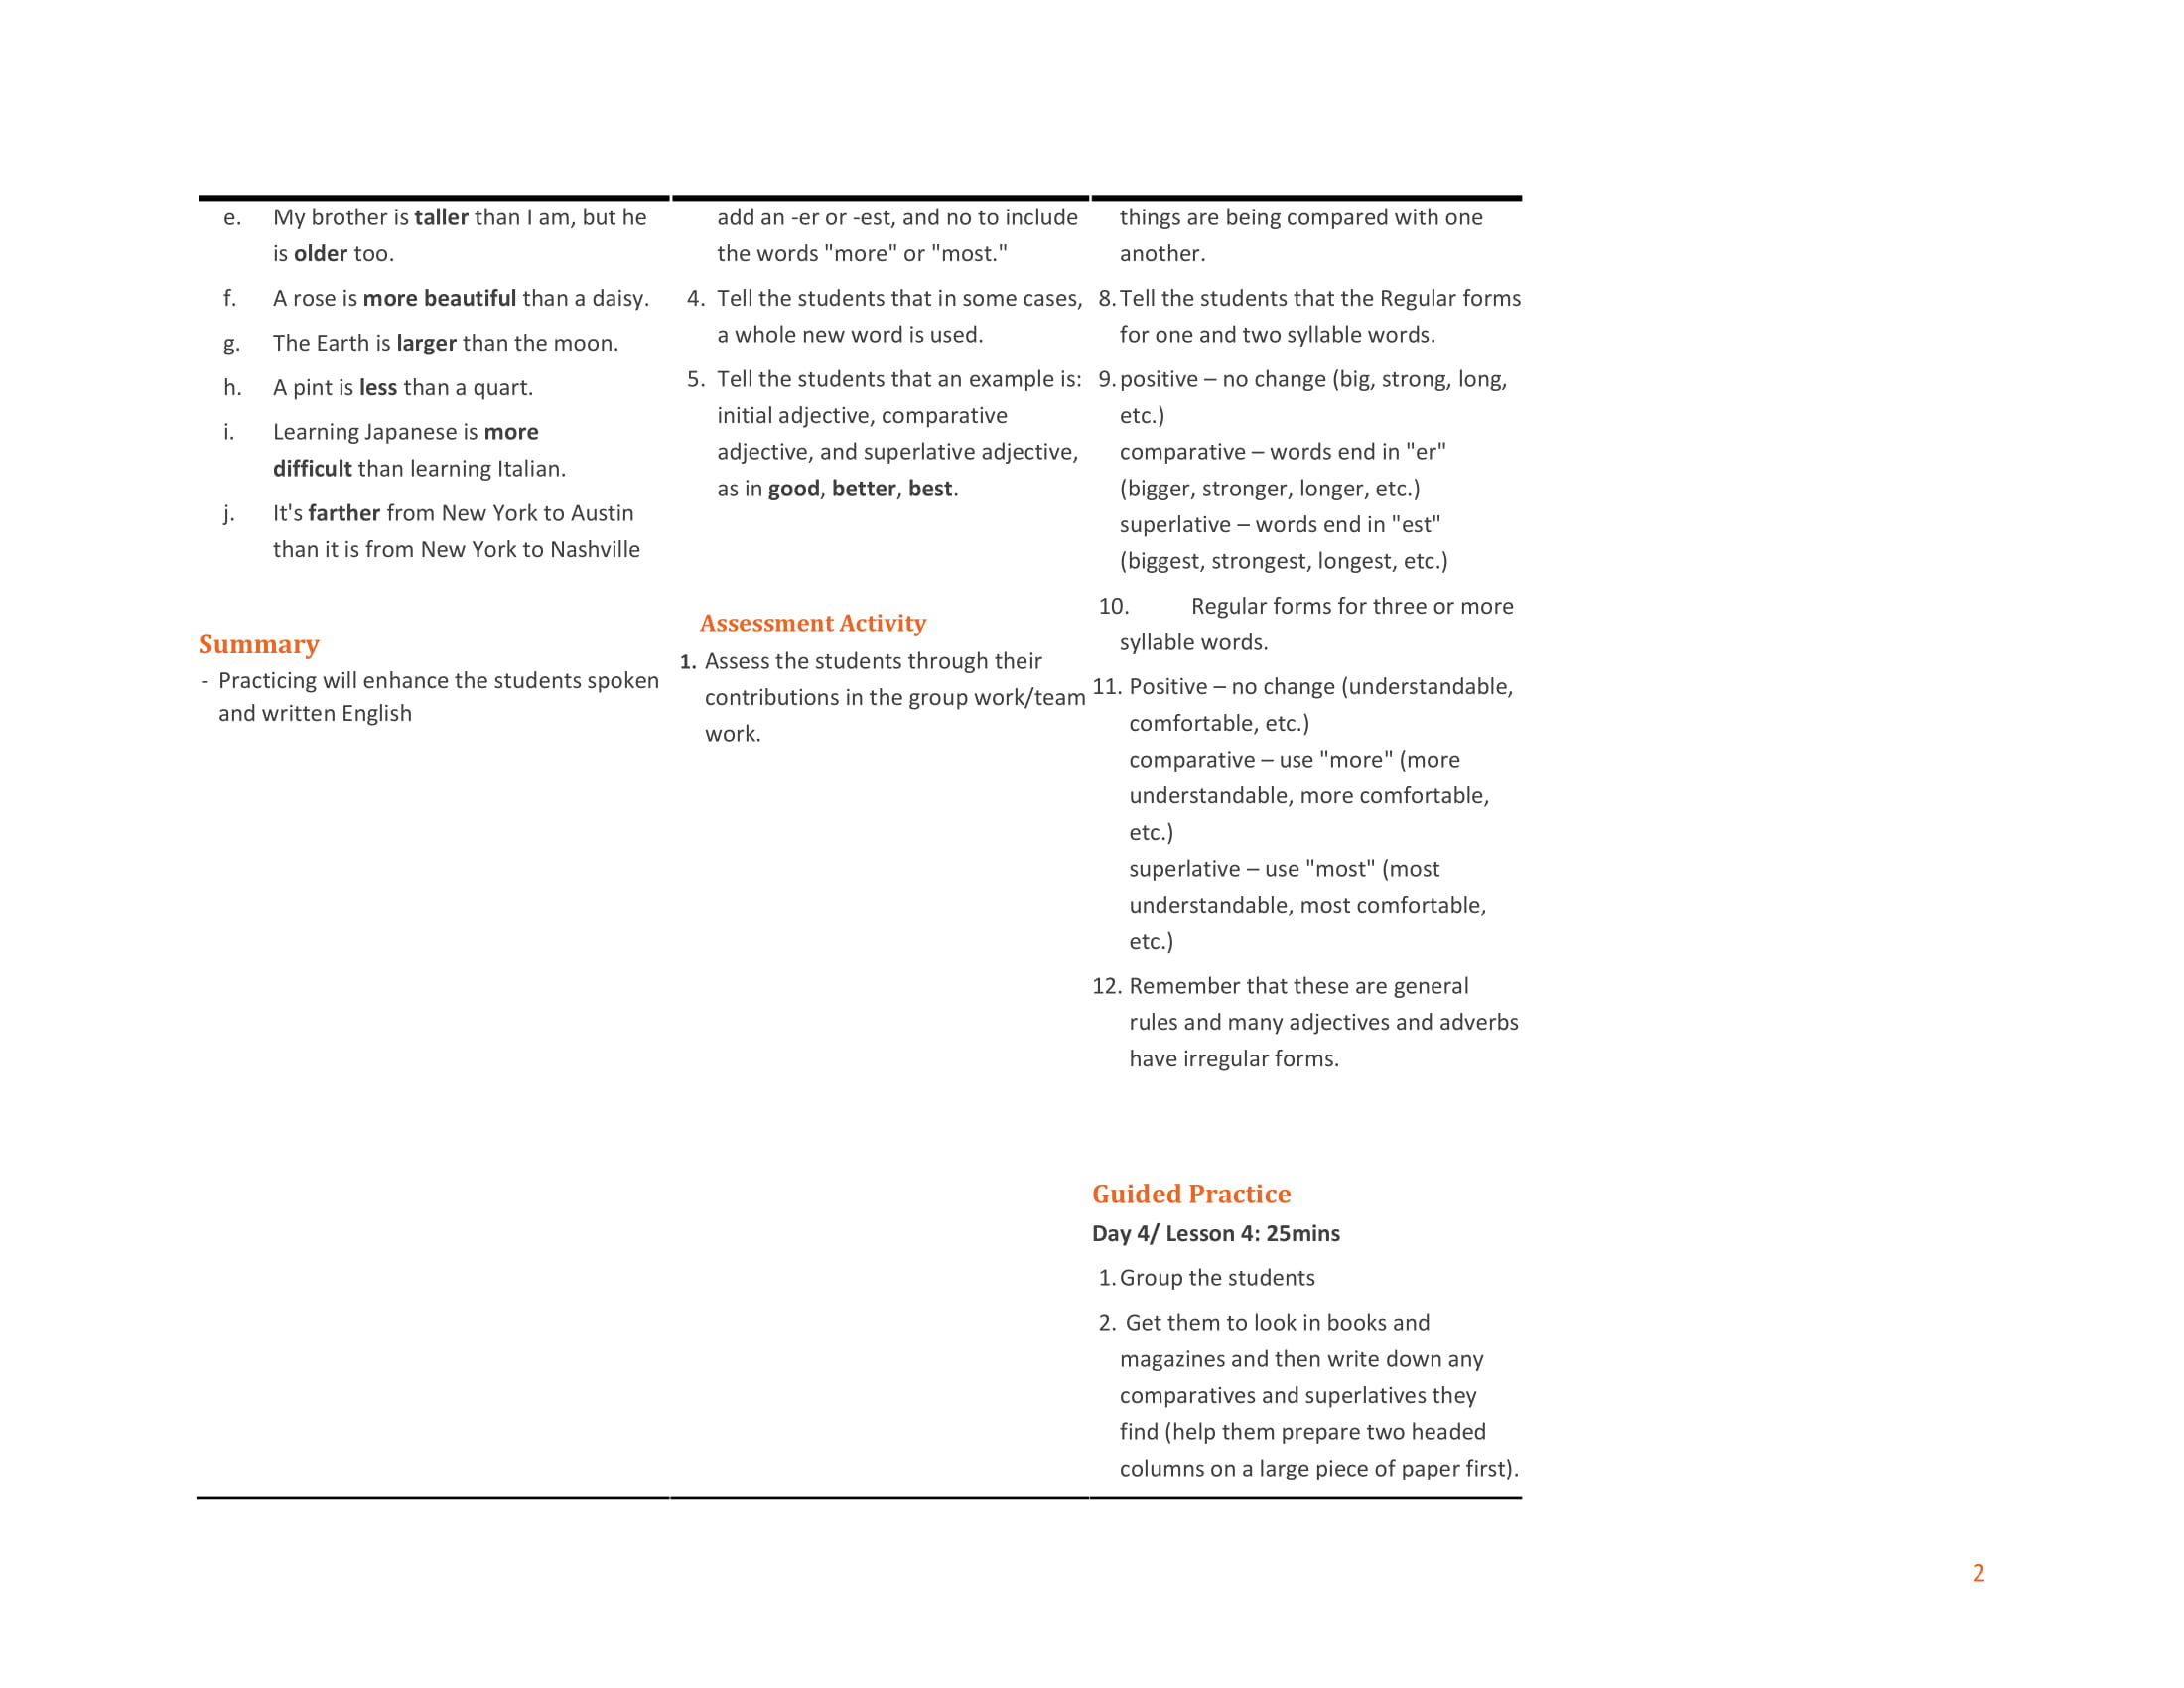 e. My brother is taller than I am, but he
is older too.
f. A rose is more beautiful than a daisy.
g. The Earth is larger than the moon.
h. A pint is less than a quart.
i. Learning Japanese is more
difficult than learning Italian.
j. It's farther from New York to Austin
than it is from New York to Nashville
Summary
- Practicing will enhance the students spoken
and written English
add an -er or -est, and no to include
the words "more" or "most."
4. Tell the students that in some cases,
a whole new word is used.
5. Tell the students that an example is:
initial adjective, comparative
adjective, and superlative adjective,
as in good, better, best.
Assessment Activity
1. Assess the students through their
contributions in the group work/team
work.
things are being compared with one
another.
8. Tell the students that the Regular forms
for one and two syllable words.
9. positive – no change (big, strong, long,
etc.)
comparative – words end in "er"
(bigger, stronger, longer, etc.)
superlative – words end in "est"
(biggest, strongest, longest, etc.)
10. Regular forms for three or more
syllable words.
11. Positive – no change (understandable,
comfortable, etc.)
comparative – use "more" (more
understandable, more comfortable,
etc.)
superlative – use "most" (most
understandable, most comfortable,
etc.)
12. Remember that these are general
rules and many adjectives and adverbs
have irregular forms.
Guided Practice
Day 4/ Lesson 4: 25mins
1. Group the students
2. Get them to look in books and
magazines and then write down any
comparatives and superlatives they
find (help them prepare two headed
columns on a large piece of paper first).
2